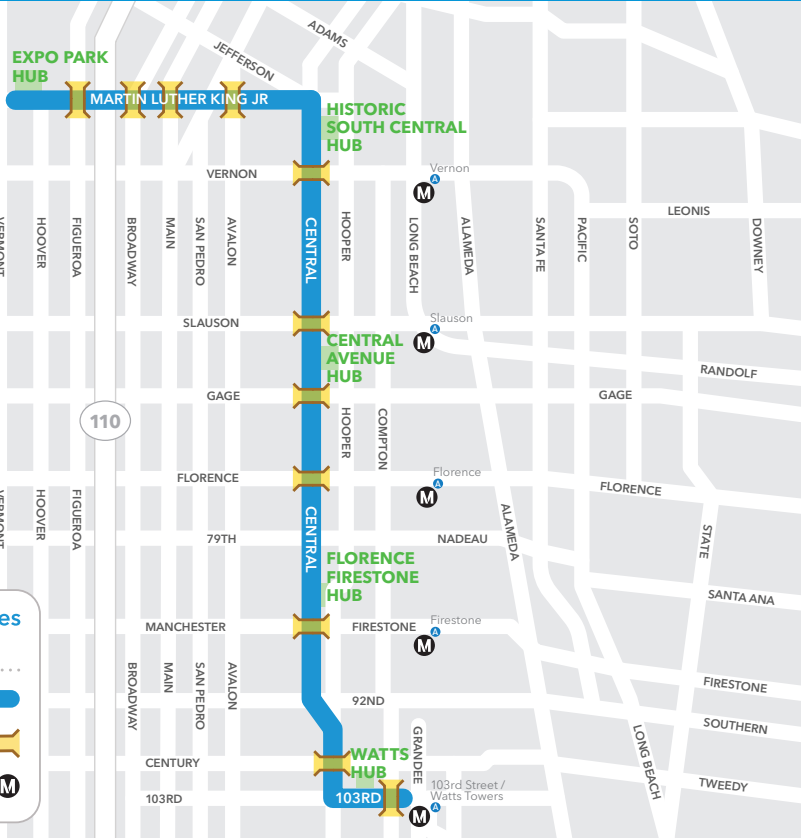 ADAMS
JEFFERSON
EXPO PARK
HUB
MARTIN LUTHER KING JR
HISTORIC
SOUTH CENTRAL
HUB
VERNON
Vernon
A
M
LEONIS
HOOVER
FIGUEROA
BROADWAY
MAIN
SAN PEDRO
AVALON
CENTRAL
HOOPER
LONG BEACH
ALAMEDA
SANTA FE
PACIFIC
SOTO
DOWNEY
SLAUSON
Slauson
A
M
CENTRAL
AVENUE
HUB
RANDOLF
GAGE
GAGE
110
HOOPER
COMPTON
FLORENCE
Florence
A
M
FLORENCE
HOOVER
FIGUEROA
CENTRAL
ALAMEDA
79TH
NADEAU
STATE
FLORENCE
FIRESTONE
HUB
SANTA ANA
MANCHESTER
FIRESTONE
Firestone
A
M
es
BROADWAY
MAIN
SAN PEDRO
AVALON
92ND
FIRESTONE
SOUTHERN
GRANDEE
LONG BEACH
WATTS
HUB
CENTURY
TWEEDY
M
103RD
103RD
103rd Street /
Watts Towers
A
M